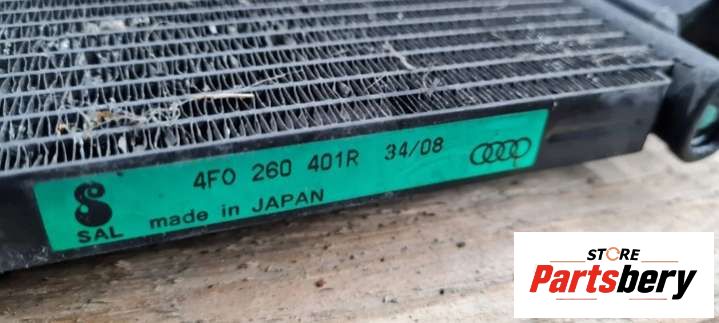 4F0 260 401R 34/08
SAL made in JAPAN
STORE
Partsbery